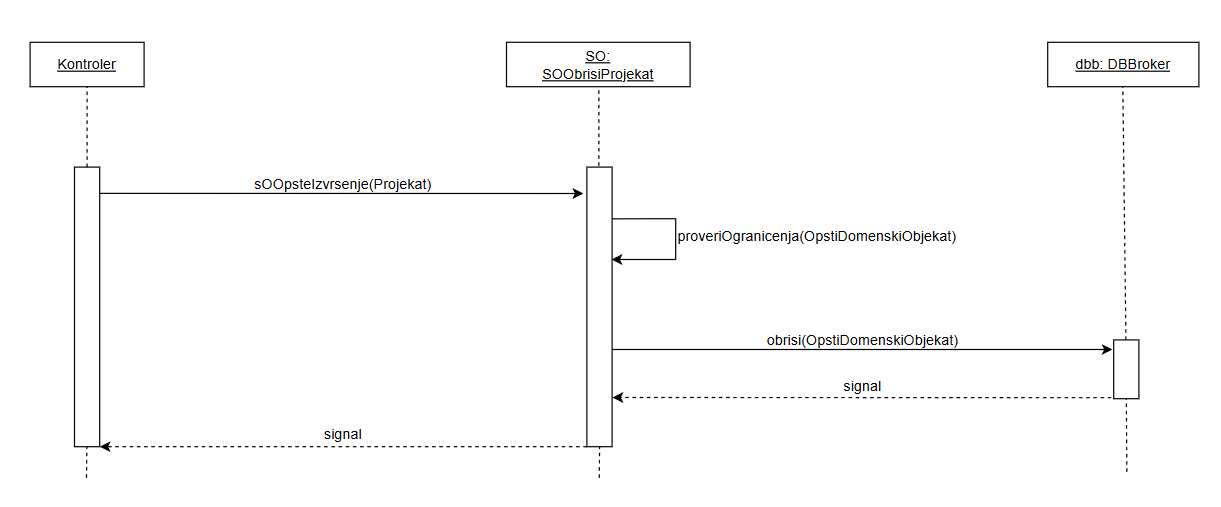 Kontroler
SO:
SOObrisiProjekat
dbb: DBBroker
sOOpsteIzvrsenje(Projekat)
proveriOgranicenja(OpstiDomenskiObjekat)
obrisi(OpstiDomenskiObjekat)
signal
signal